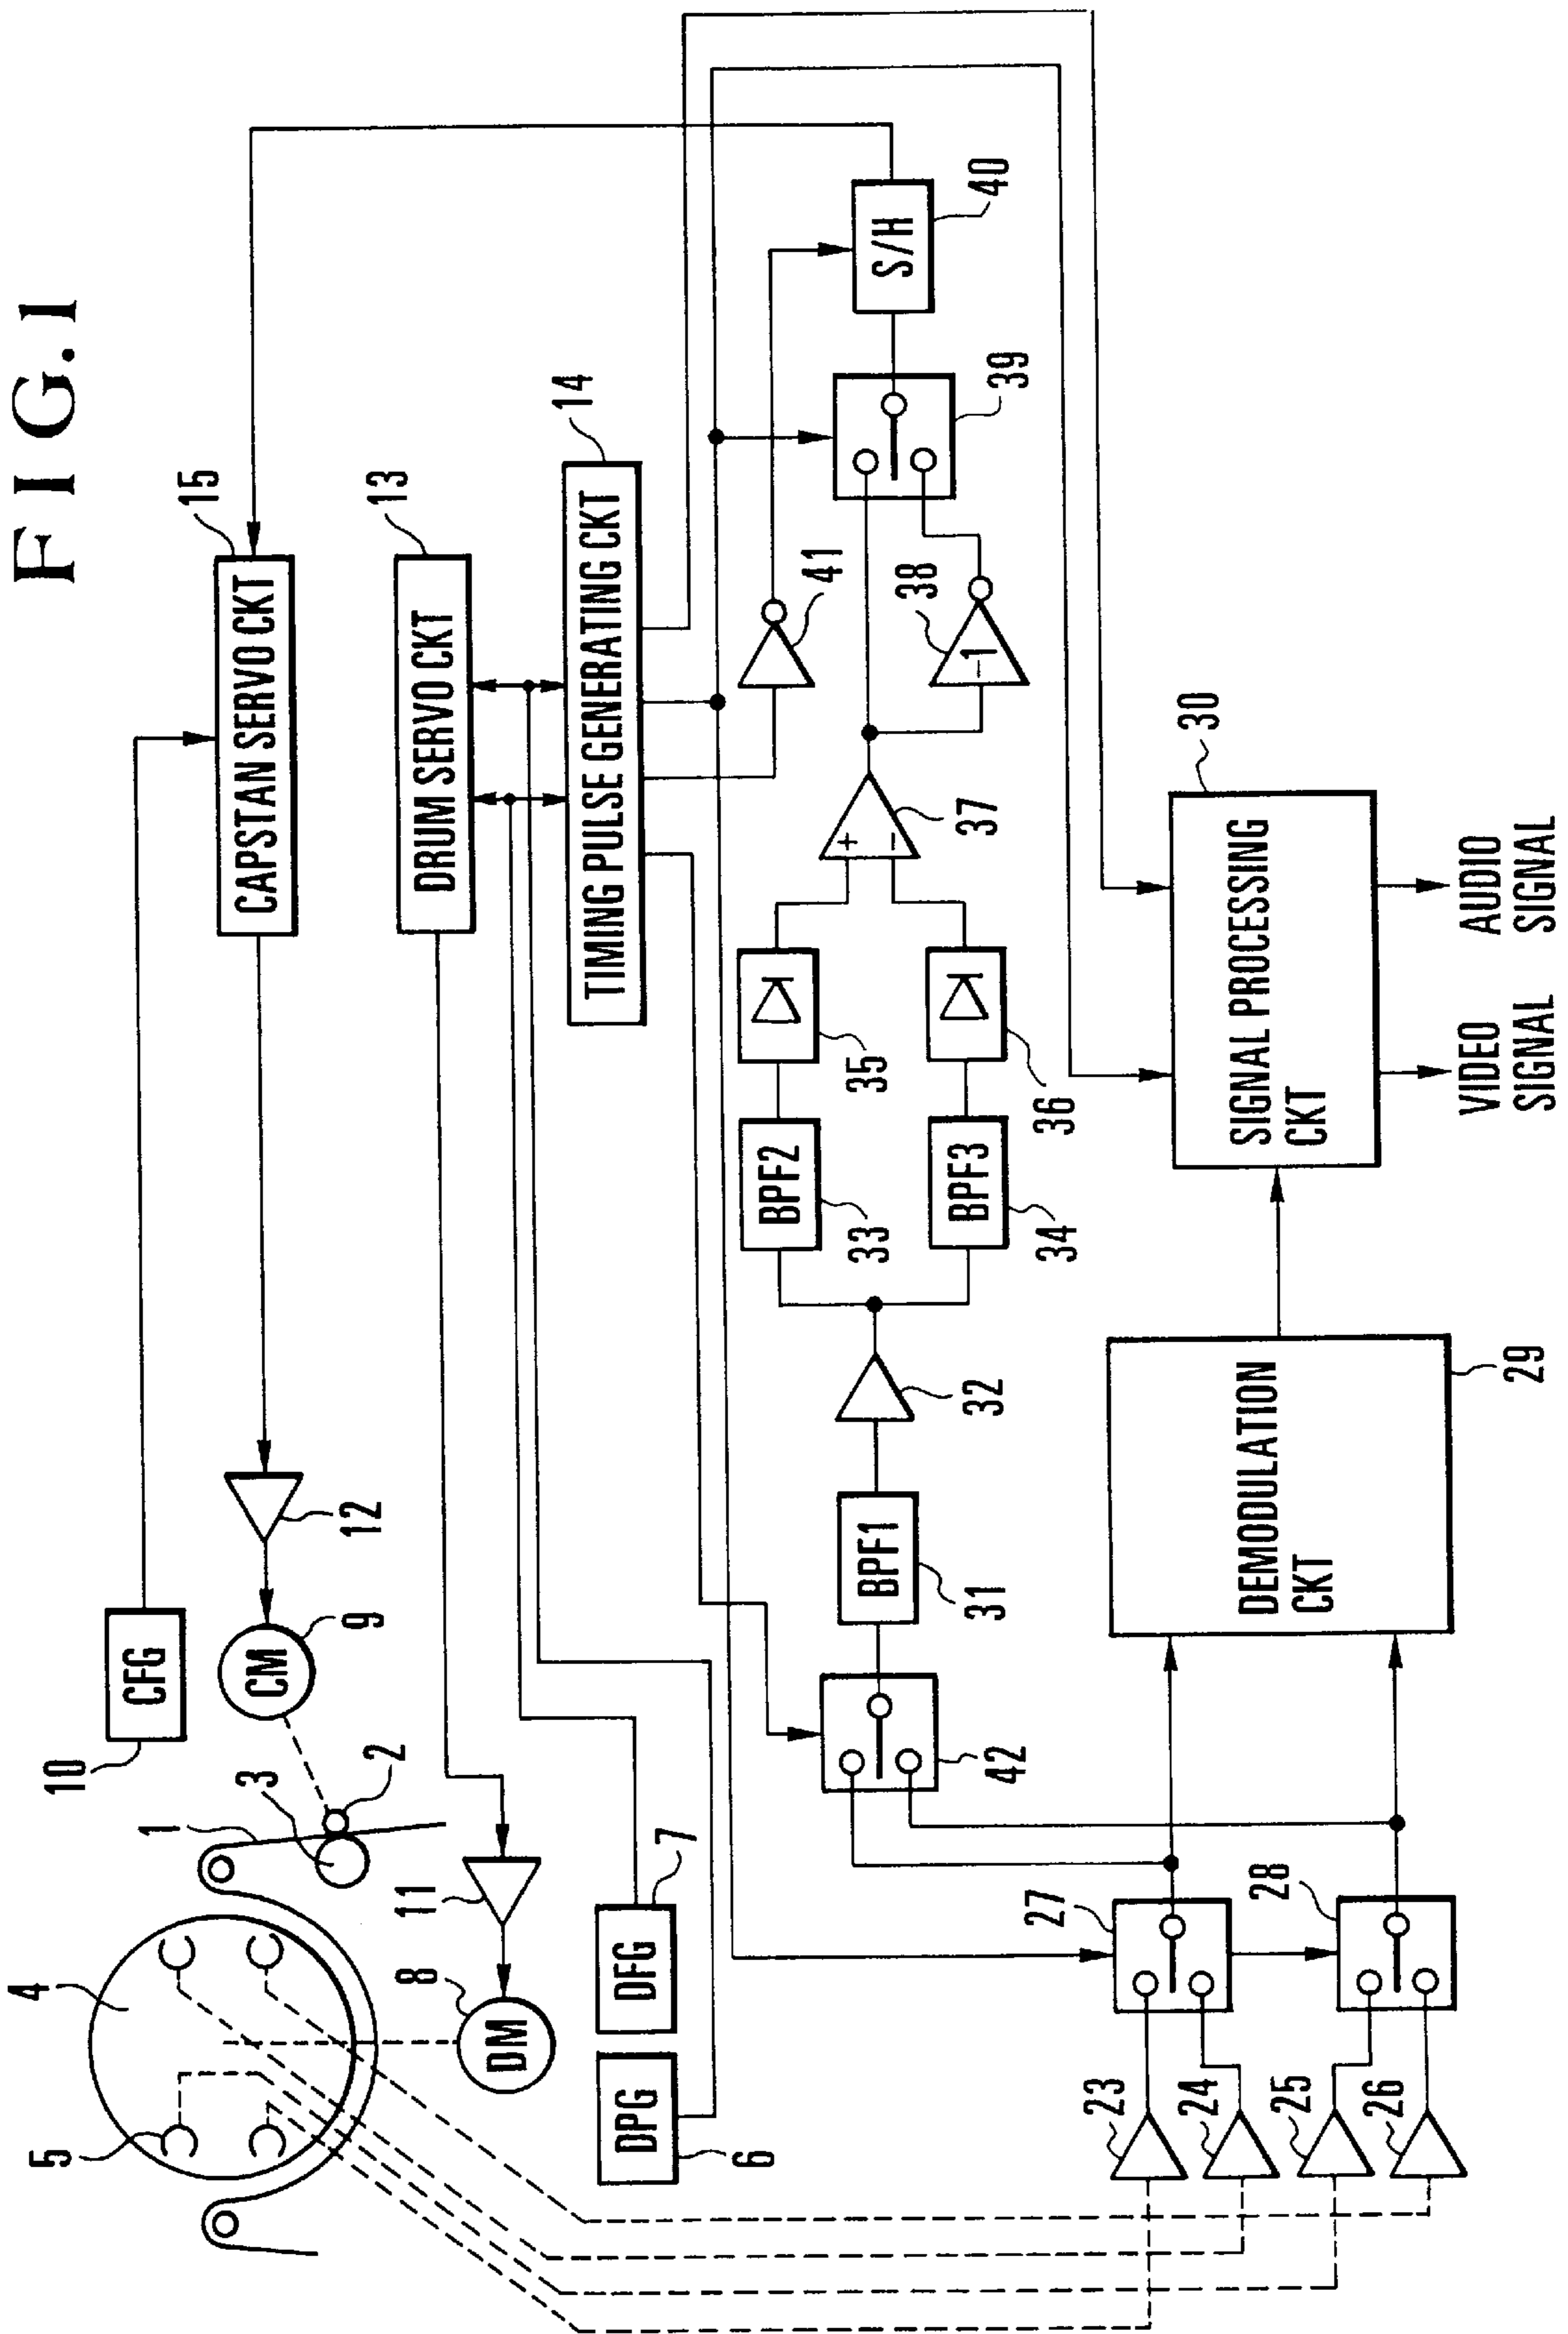 FIG.1
10
CFG
CM
9
12
CAPSTAN SERVO CKT
15
1
3
2
4
5
11
8
DM
DRUM SERVO CKT
13
DPG
6
DFG
7
TIMING PULSE GENERATING CKT
14
42
BPF1
31
32
BPF2
33
BPF3
34
35
36
+
−
37
−1
38
41
39
S/H
40
23
24
25
26
27
28
DEMODULATION
CKT
29
SIGNAL PROCESSING
CKT
30
VIDEO
SIGNAL
AUDIO
SIGNAL